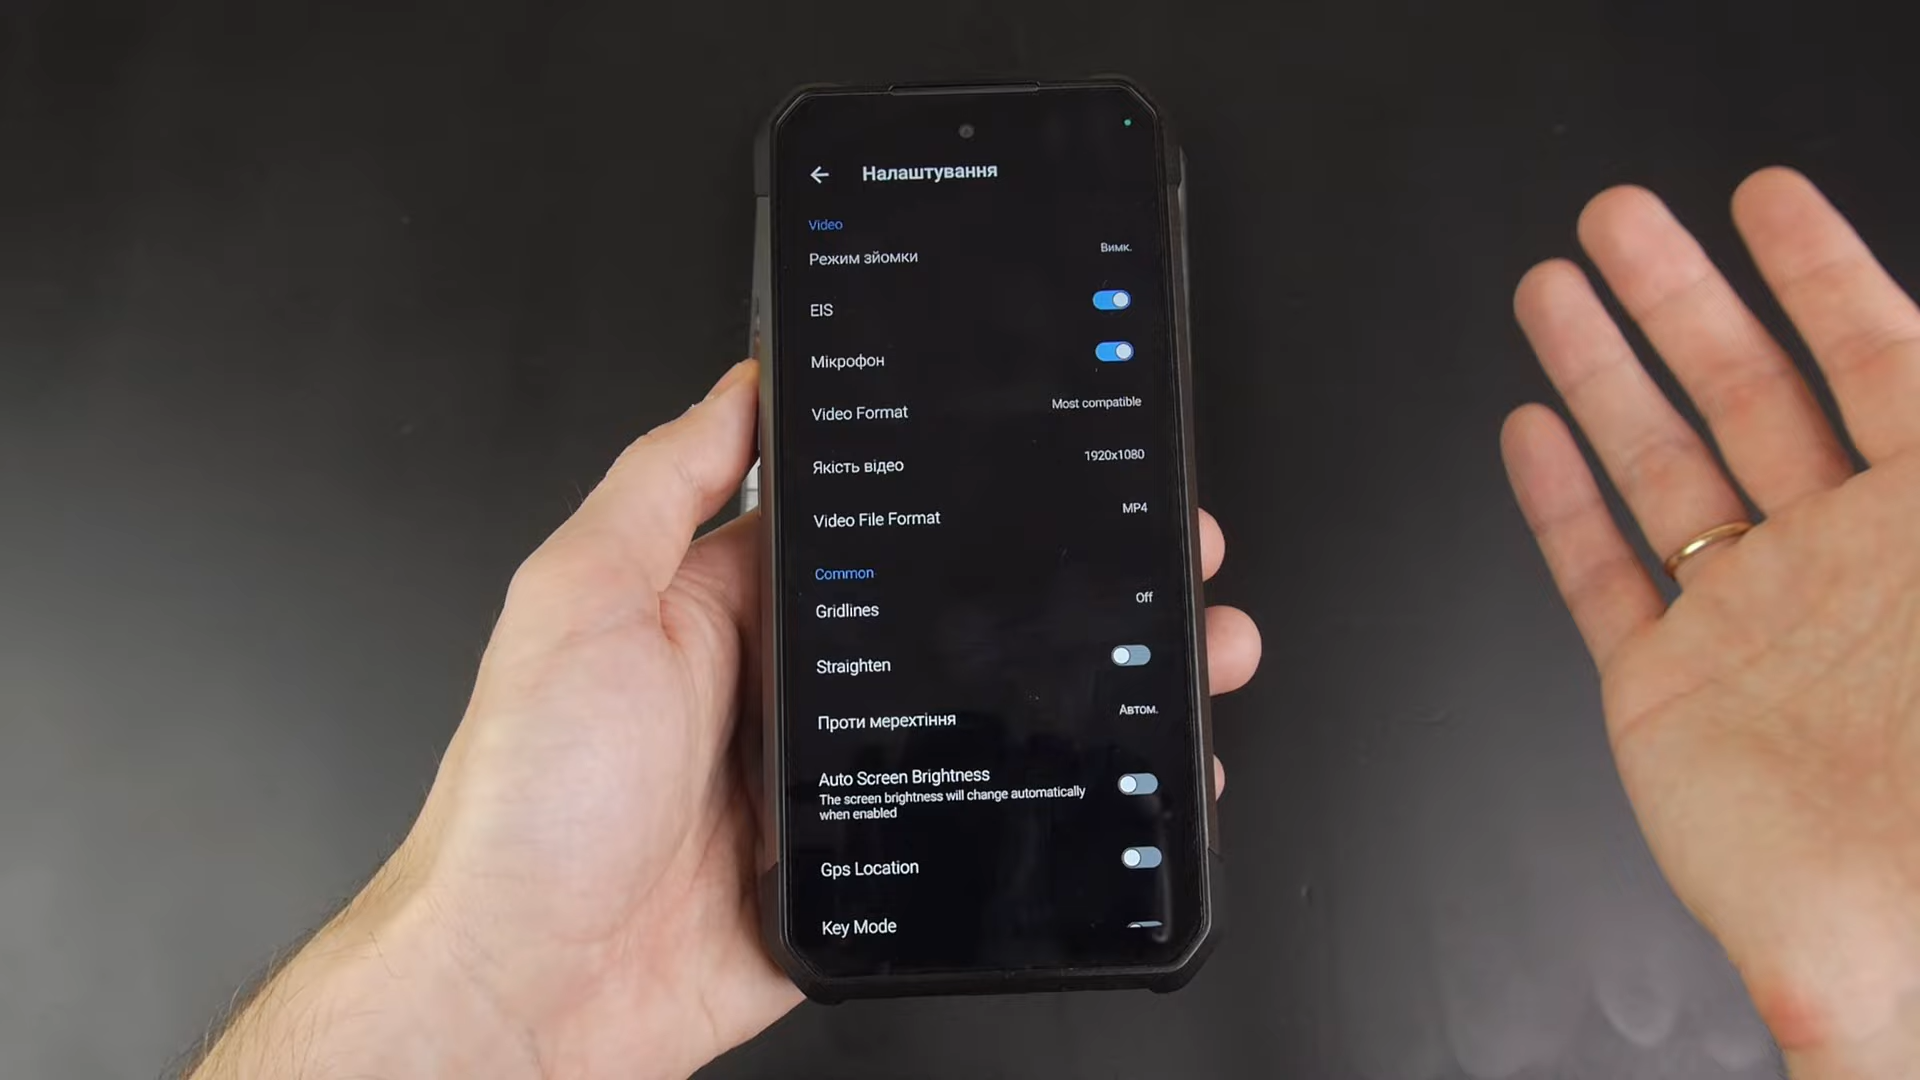 Налаштування
Video
Режим зйомки
Вимк.
EIS
Мікрофон
Video Format
Most compatible
Якість відео
1920x1080
Video File Format
MP4
Common
Gridlines
Off
Straighten
Проти мерехтіння
Автом.
Auto Screen Brightness
The screen brightness will change automatically
when enabled
Gps Location
Key Mode